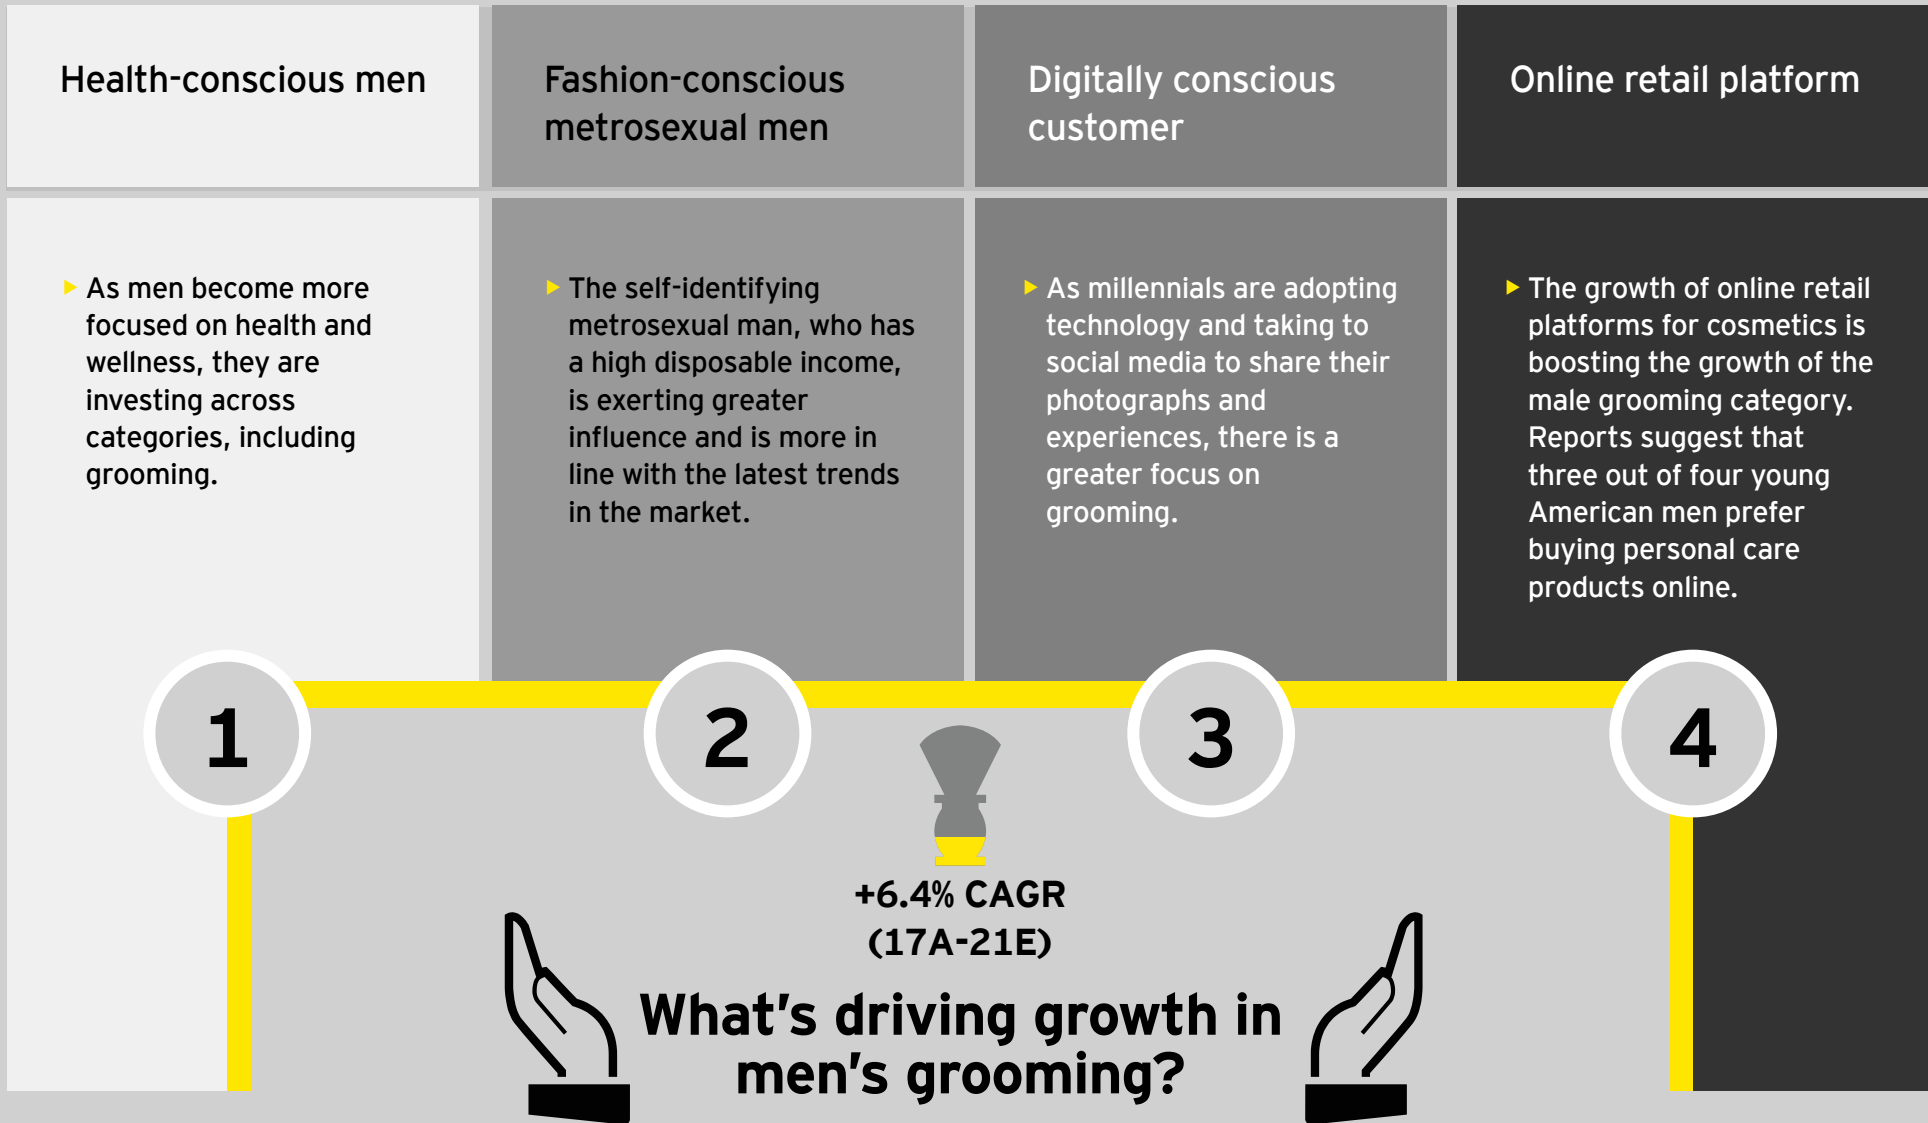 Health-conscious men
Fashion-conscious
metrosexual men
Digitally conscious
customer
Online retail platform
▶ As men become more
focused on health and
wellness, they are
investing across
categories, including
grooming.
▶ The self-identifying
metrosexual man, who has
a high disposable income,
is exerting greater
influence and is more in
line with the latest trends
in the market.
▶ As millennials are adopting
technology and taking to
social media to share their
photographs and
experiences, there is a
greater focus on
grooming.
▶ The growth of online retail
platforms for cosmetics is
boosting the growth of the
male grooming category.
Reports suggest that
three out of four young
American men prefer
buying personal care
products online.
1
2
3
4
+6.4% CAGR
(17A-21E)
What's driving growth in
men's grooming?